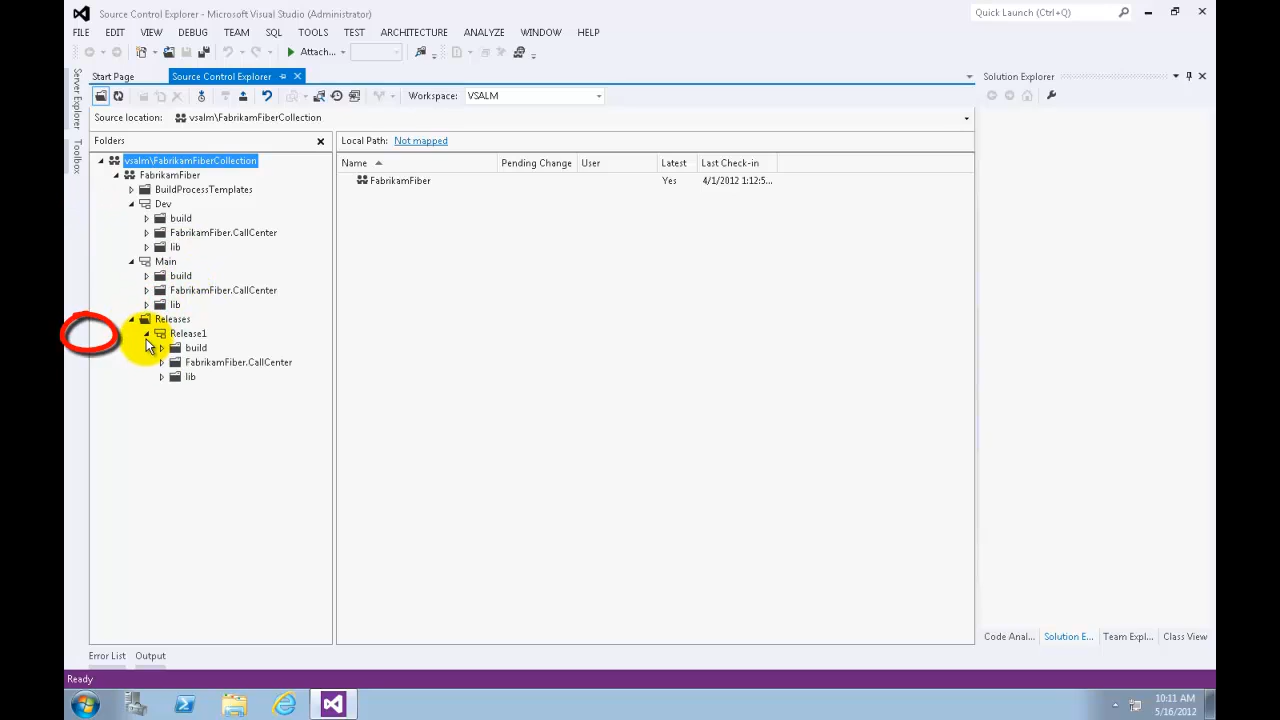 Source Control Explorer - Microsoft Visual Studio (Administrator)
Quick Launch (Ctrl+Q)
FILE EDIT VIEW DEBUG TEAM SQL TOOLS TEST ARCHITECTURE ANALYZE WINDOW HELP
Attach...
Server Explorer
Toolbox
Start Page
Source Control Explorer
Solution Explorer
Workspace: VSALM
Source location: vsalm\FabrikamFiberCollection
Folders
Local Path: Not mapped
vsalm\FabrikamFiberCollection
FabrikamFiber
BuildProcessTemplates
Dev
build
FabrikamFiber.CallCenter
lib
Main
build
FabrikamFiber.CallCenter
lib
Releases
Release1
build
FabrikamFiber.CallCenter
lib
Name Pending Change User Latest Last Check-in
FabrikamFiber Yes 4/1/2012 1:12:5...
Code Anal... Solution E... Team Expl... Class View
Error List Output
Ready
10:11 AM
5/16/2012